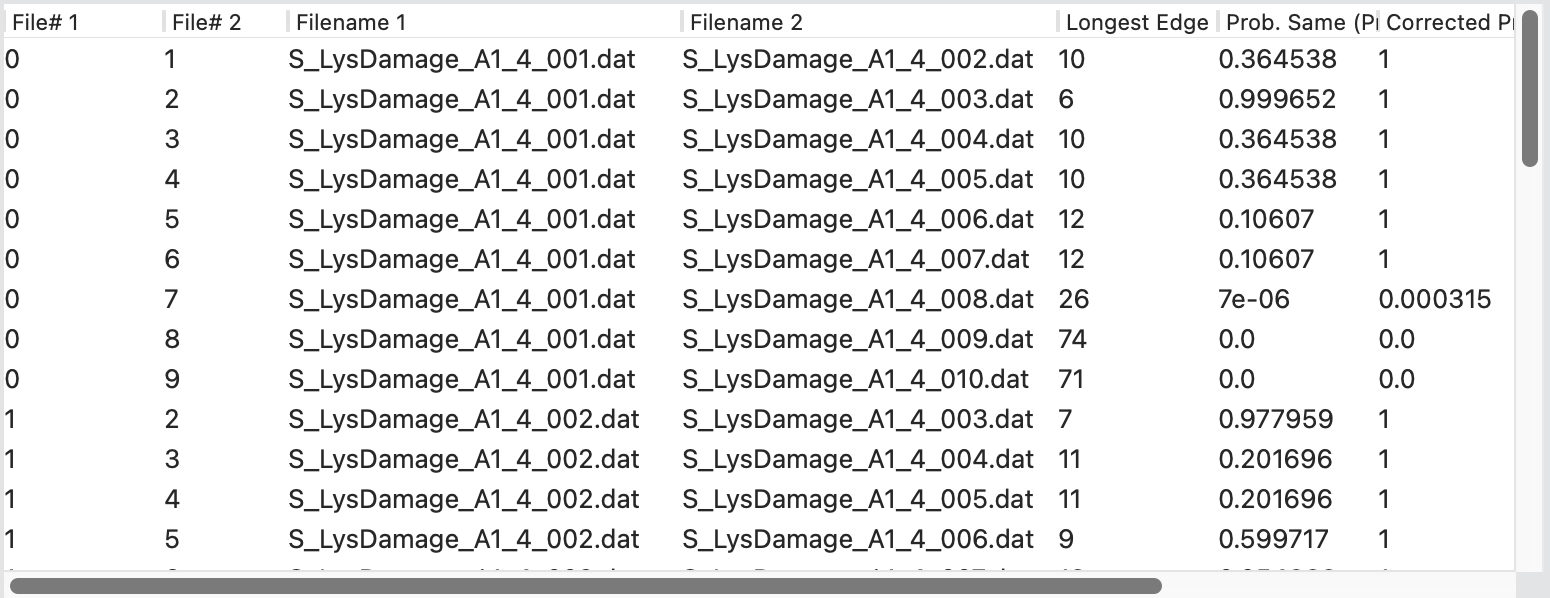 File# 1 File# 2 Filename 1 Filename 2 Longest Edge Prob. Same (Pr Corrected Pr
0 1 S_LysDamage_A1_4_001.dat S_LysDamage_A1_4_002.dat 10 0.364538 1
0 2 S_LysDamage_A1_4_001.dat S_LysDamage_A1_4_003.dat 6 0.999652 1
0 3 S_LysDamage_A1_4_001.dat S_LysDamage_A1_4_004.dat 10 0.364538 1
0 4 S_LysDamage_A1_4_001.dat S_LysDamage_A1_4_005.dat 10 0.364538 1
0 5 S_LysDamage_A1_4_001.dat S_LysDamage_A1_4_006.dat 12 0.10607 1
0 6 S_LysDamage_A1_4_001.dat S_LysDamage_A1_4_007.dat 12 0.10607 1
0 7 S_LysDamage_A1_4_001.dat S_LysDamage_A1_4_008.dat 26 7e-06 0.000315
0 8 S_LysDamage_A1_4_001.dat S_LysDamage_A1_4_009.dat 74 0.0 0.0
0 9 S_LysDamage_A1_4_001.dat S_LysDamage_A1_4_010.dat 71 0.0 0.0
1 2 S_LysDamage_A1_4_002.dat S_LysDamage_A1_4_003.dat 7 0.977959 1
1 3 S_LysDamage_A1_4_002.dat S_LysDamage_A1_4_004.dat 11 0.201696 1
1 4 S_LysDamage_A1_4_002.dat S_LysDamage_A1_4_005.dat 11 0.201696 1
1 5 S_LysDamage_A1_4_002.dat S_LysDamage_A1_4_006.dat 9 0.599717 1